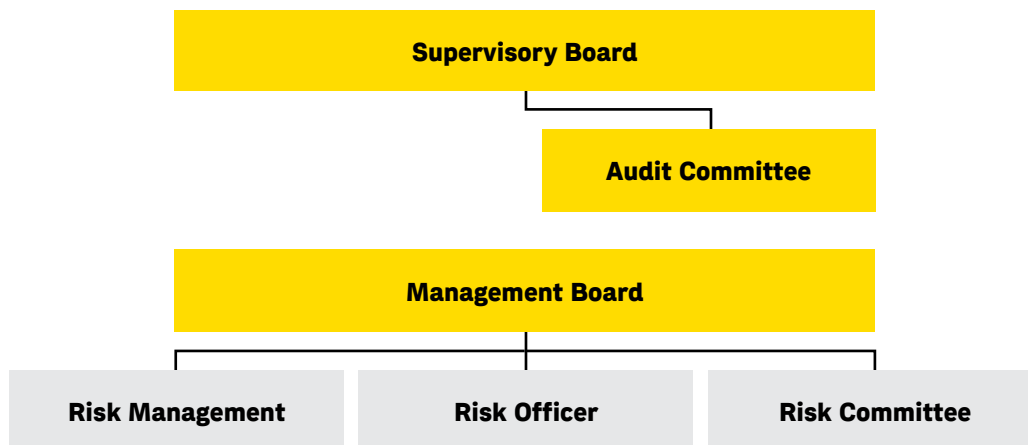 Supervisory Board
Audit Committee
Management Board
Risk Management
Risk Officer
Risk Committee